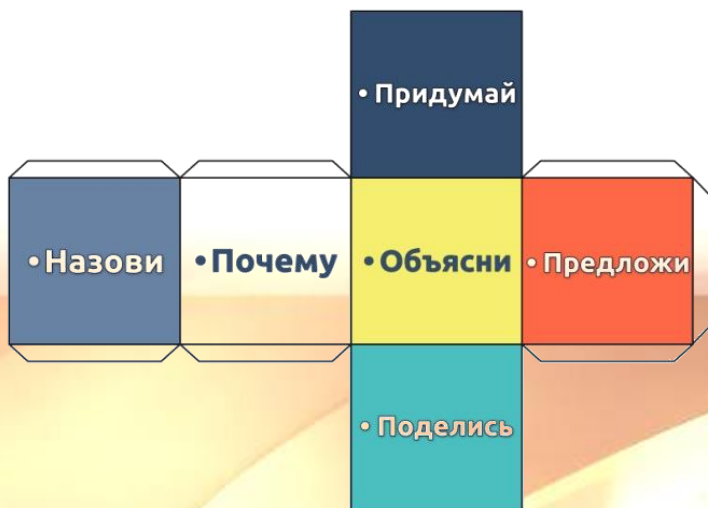 • Придумай
• Назови
• Почему
• Объясни
• Предложи
• Поделись